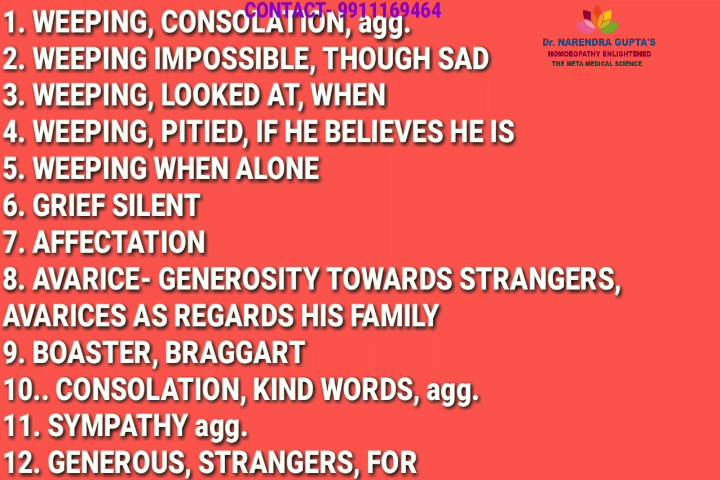 CONTACT- 9911169464
Dr. NARENDRA GUPTA'S
HOMOEOPATHY ENLIGHTENED
THE META MEDICAL SCIENCE
1. WEEPING, CONSOLATION, agg.
2. WEEPING IMPOSSIBLE, THOUGH SAD
3. WEEPING, LOOKED AT, WHEN
4. WEEPING, PITIED, IF HE BELIEVES HE IS
5. WEEPING WHEN ALONE
6. GRIEF SILENT
7. AFFECTATION
8. AVARICE- GENEROSITY TOWARDS STRANGERS,
AVARICES AS REGARDS HIS FAMILY
9. BOASTER, BRAGGART
10.. CONSOLATION, KIND WORDS, agg.
11. SYMPATHY agg.
12. GENEROUS, STRANGERS, FOR